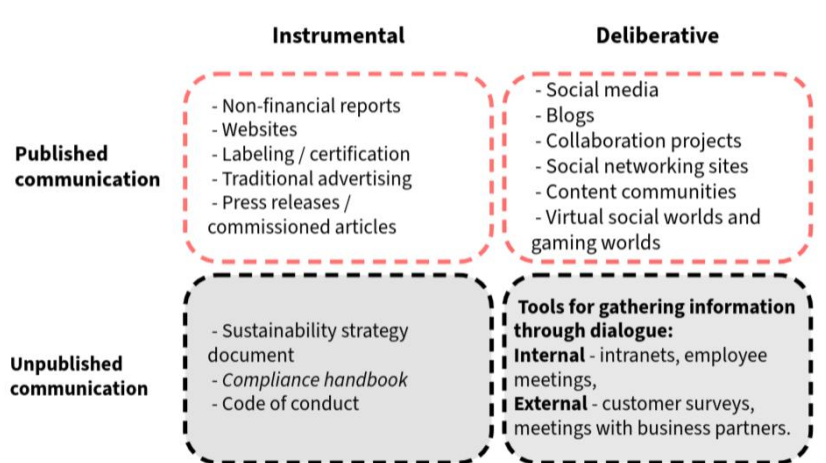 Instrumental
Deliberative
Published
communication
- Non-financial reports
- Websites
- Labeling / certification
- Traditional advertising
- Press releases /
commissioned articles
- Social media
- Blogs
- Collaboration projects
- Social networking sites
- Content communities
- Virtual social worlds and
gaming worlds
Unpublished
communication
- Sustainability strategy
document
- Compliance handbook
- Code of conduct
Tools for gathering information
through dialogue:
Internal - intranets, employee
meetings,
External - customer surveys,
meetings with business partners.